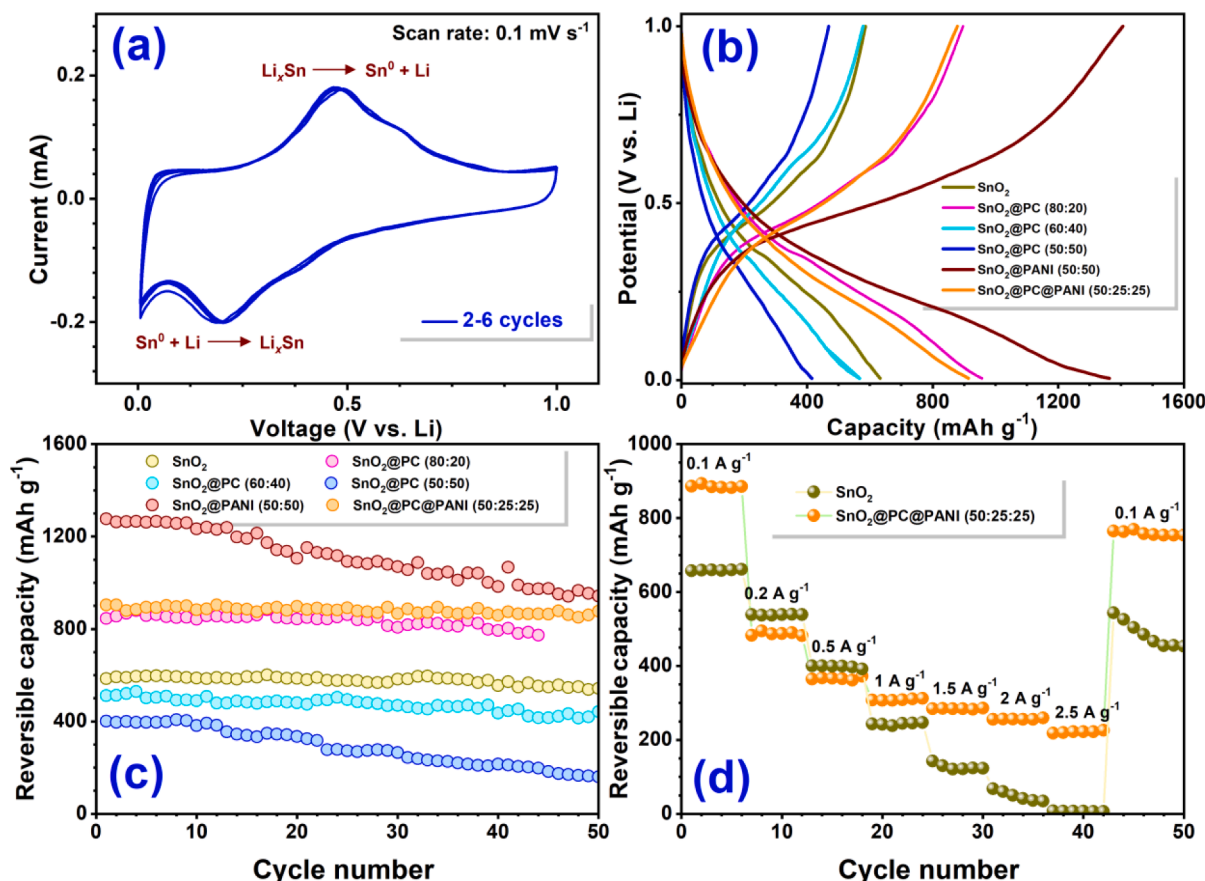 (a)
Scan rate: 0.1 mV s⁻¹
LiₓSn → Sn⁰ + Li
Sn⁰ + Li → LiₓSn
2-6 cycles
Current (mA)
0.2
0.0
-0.2
0.0
0.5
1.0
Voltage (V vs. Li)
(b)
Potential (V vs. Li)
1.0
0.5
0.0
SnO₂
SnO₂@PC (80:20)
SnO₂@PC (60:40)
SnO₂@PC (50:50)
SnO₂@PANI (50:50)
SnO₂@PC@PANI (50:25:25)
0
400
800
1200
1600
Capacity (mAh g⁻¹)
(c)
Reversible capacity (mAh g⁻¹)
1600
1200
800
400
0
SnO₂
SnO₂@PC (80:20)
SnO₂@PC (60:40)
SnO₂@PC (50:50)
SnO₂@PANI (50:50)
SnO₂@PC@PANI (50:25:25)
0
10
20
30
40
50
Cycle number
(d)
Reversible capacity (mAh g⁻¹)
1000
800
600
400
200
0
SnO₂
SnO₂@PC@PANI (50:25:25)
0.1 A g⁻¹
0.2 A g⁻¹
0.5 A g⁻¹
1 A g⁻¹
1.5 A g⁻¹
2 A g⁻¹
2.5 A g⁻¹
0.1 A g⁻¹
0
10
20
30
40
50
Cycle number